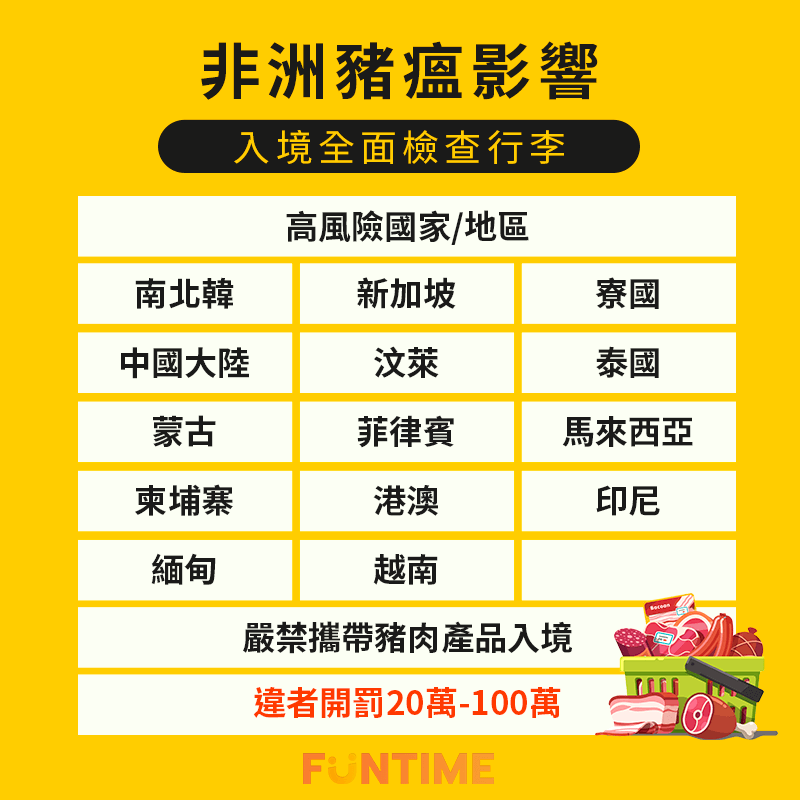 非洲豬瘟影響
入境全面檢查行李
高風險國家/地區
南北韓 新加坡 寮國
中國大陸 汶萊 泰國
蒙古 菲律賓 馬來西亞
柬埔寨 港澳 印尼
緬甸 越南
嚴禁攜帶豬肉產品入境
違者開罰20萬-100萬
Bacoon
FUNTIME